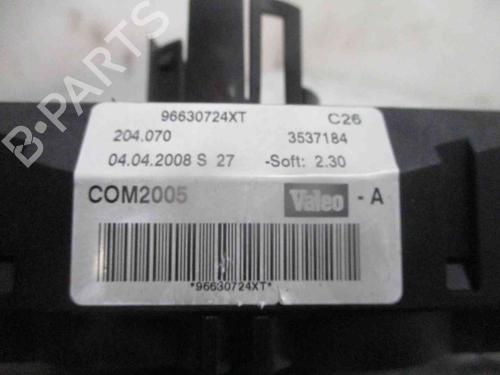 96630724XT C26
204.070 3537184
04.04.2008 S 27 -Soft: 2.30
COM2005 Valeo - A
*96630724XT*
B-PARTS